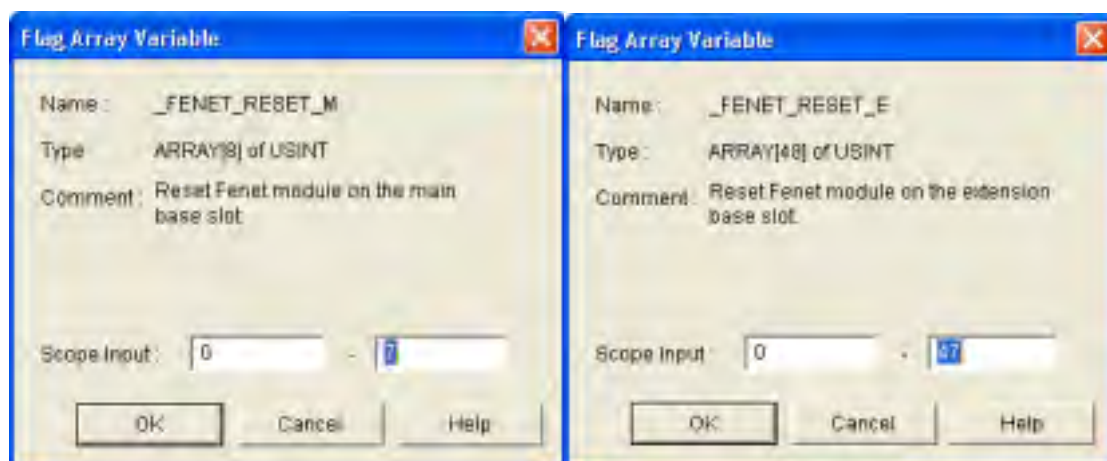 Flag Array Variable
Name : _FENET_RESET_M
Type ARRAY[8] of USINT
Comment : Reset Fenet module on the main
base slot.
Scope Input : 0 - 7
OK Cancel Help
Flag Array Variable
Name : _FENET_RESET_E
Type : ARRAY[48] of USINT
Comment : Reset Fenet module on the extension
base slot.
Scope Input : 0 - 47
OK Cancel Help